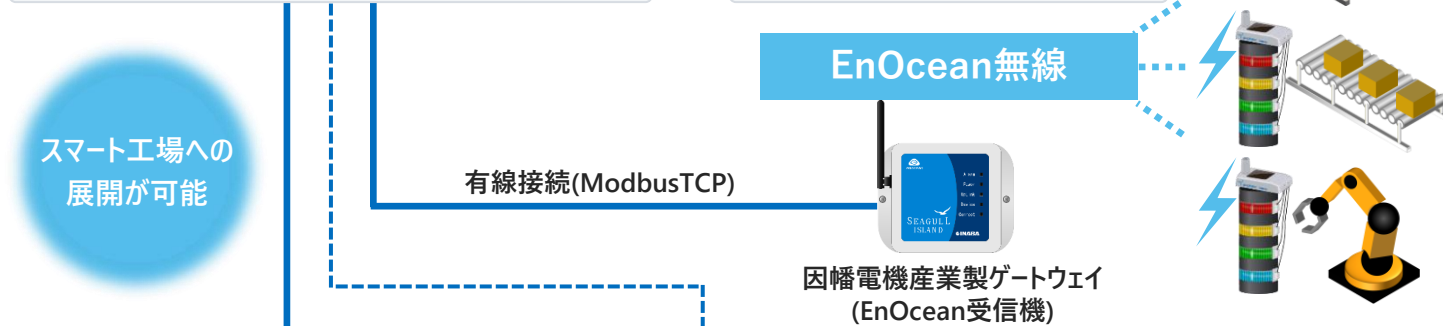 EnOcean無線
スマート工場への
展開が可能
有線接続(ModbusTCP)
SEAGULL
ISLAND
INABA
因幡電機産業製ゲートウェイ
(EnOcean受信機)